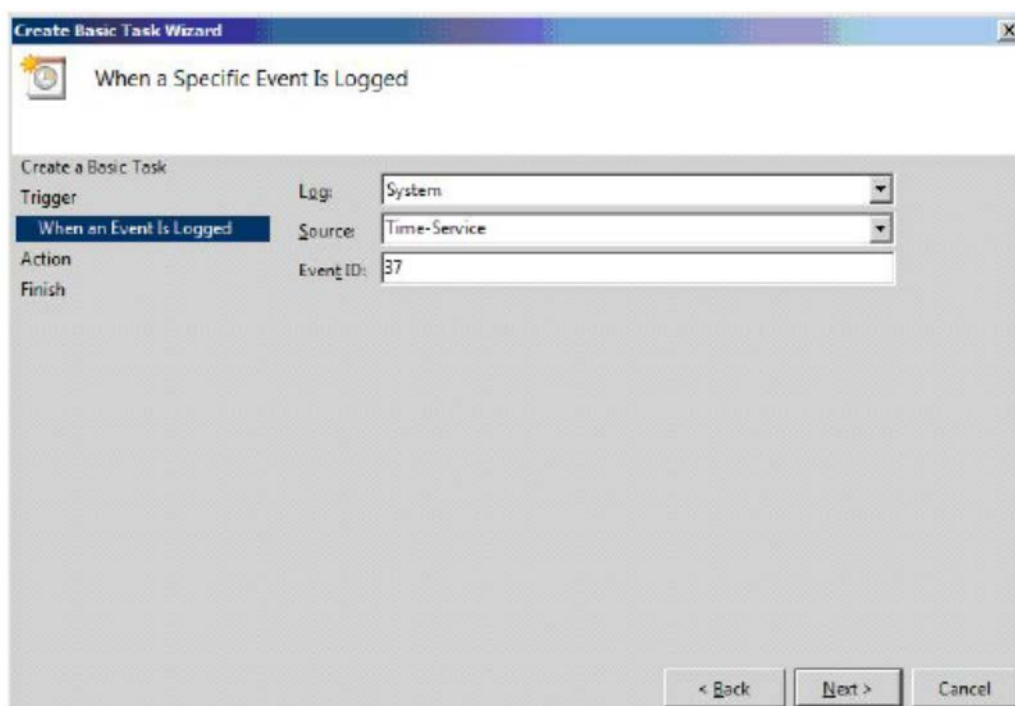 Create Basic Task Wizard
When a Specific Event Is Logged
Create a Basic Task
Trigger
When an Event Is Logged
Action
Finish
Log: System
Source: Time-Service
Event ID: 37
< Back Next > Cancel